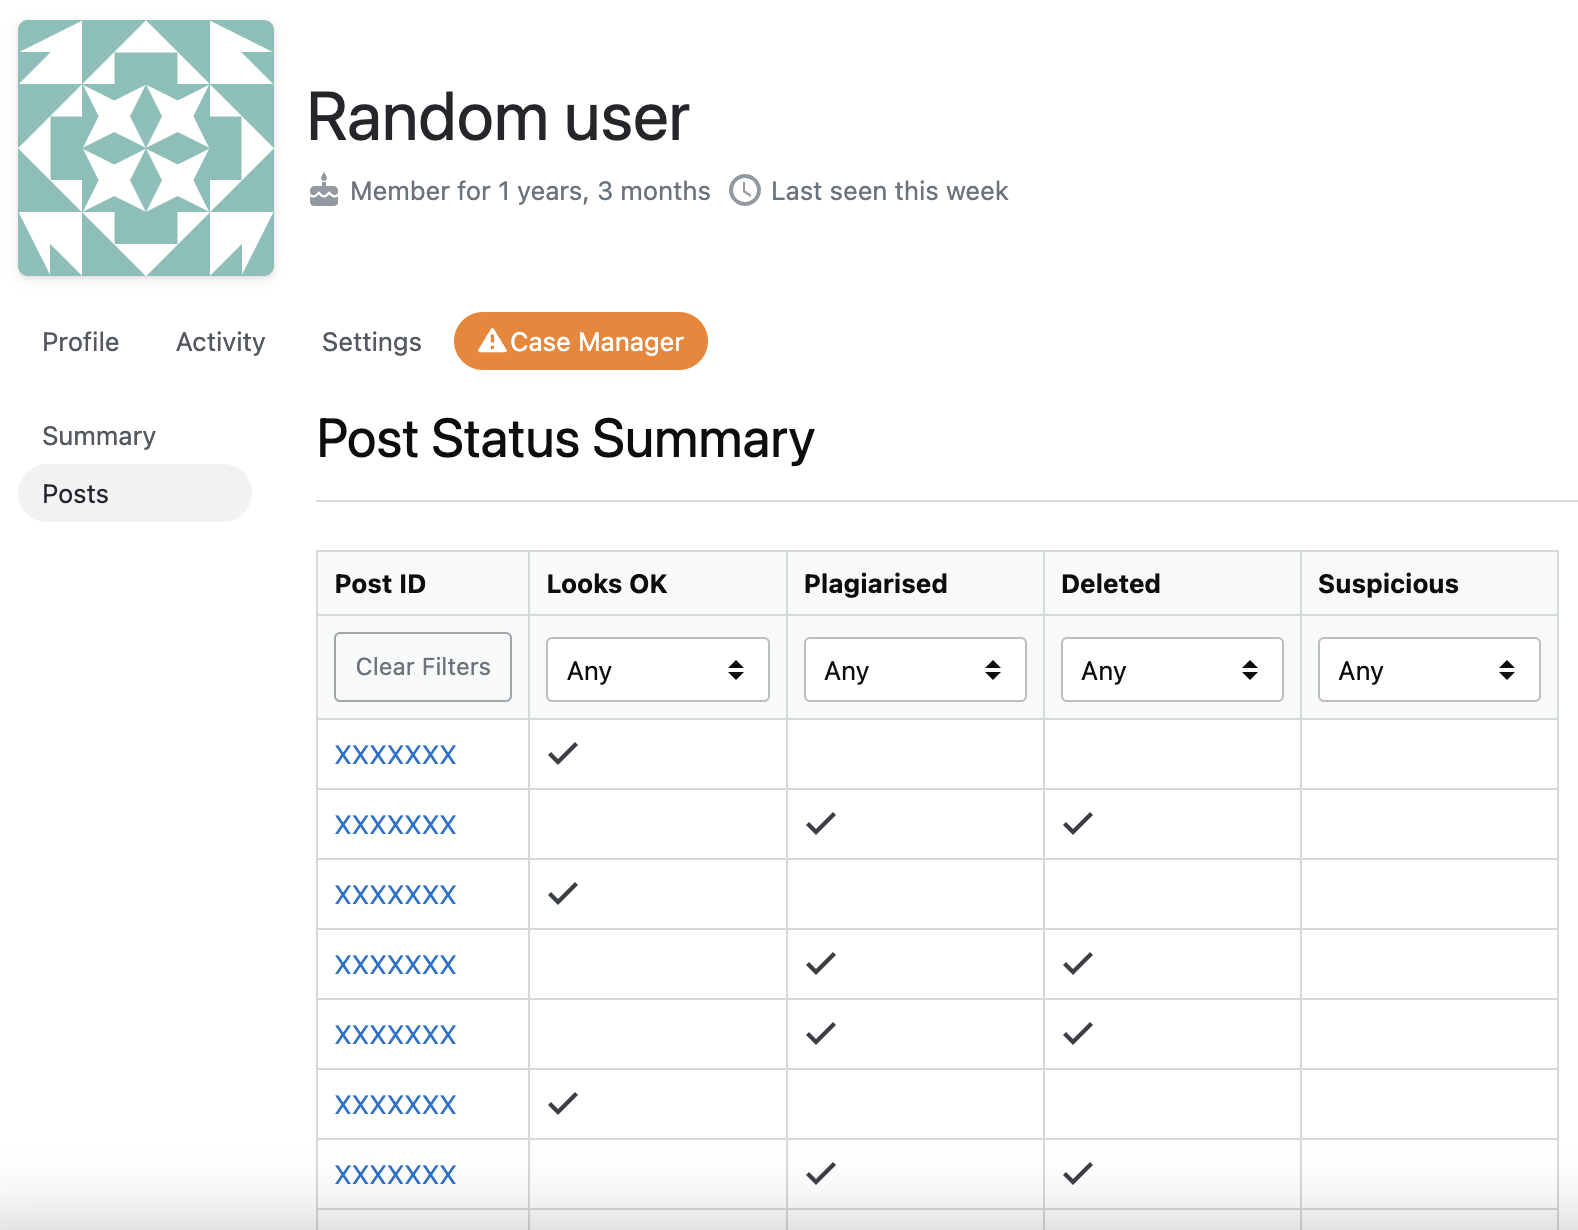 Random user
Member for 1 years, 3 months Last seen this week
Profile Activity Settings Case Manager
Summary
Posts
Post Status Summary
Post ID Looks OK Plagiarised Deleted Suspicious
Clear Filters Any Any Any Any
XXXXXXX
XXXXXXX
XXXXXXX
XXXXXXX
XXXXXXX
XXXXXXX
XXXXXXX